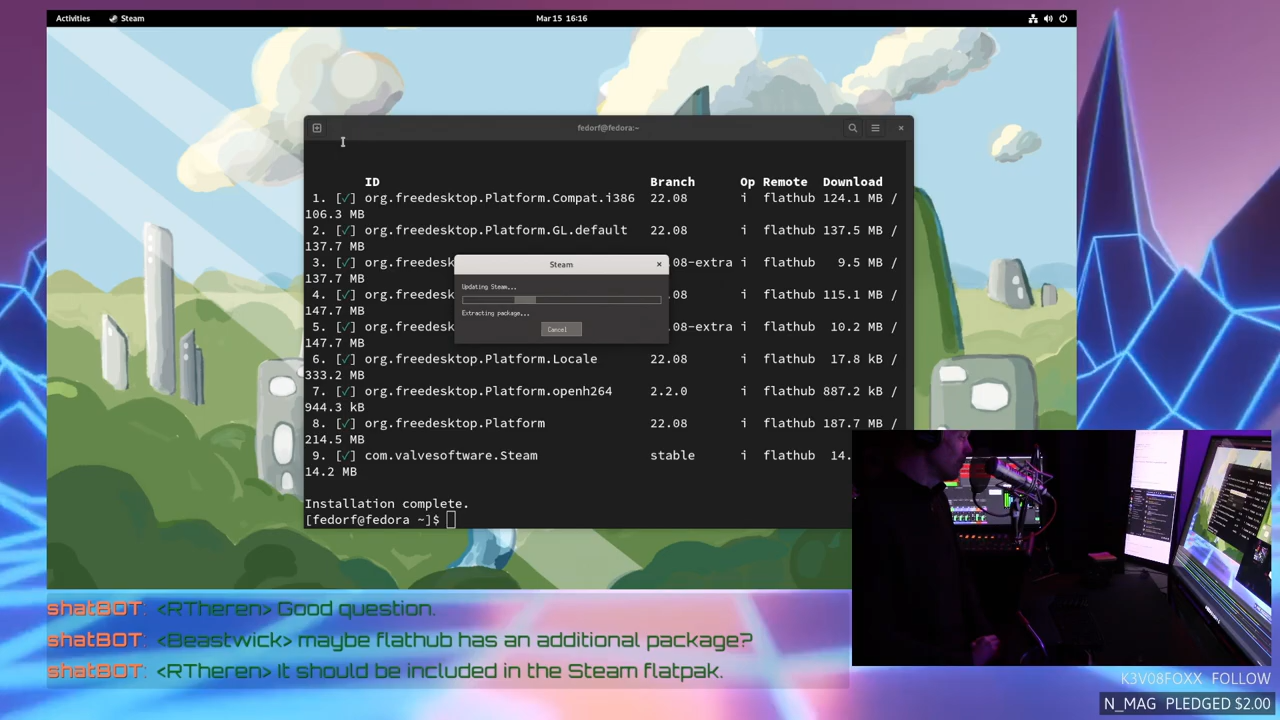 Activities Steam Mar 15 16:16
fedorf@fedora:~
ID Branch Op Remote Download
1. [✓] org.freedesktop.Platform.Compat.i386 22.08 i flathub 124.1 MB /
106.3 MB
2. [✓] org.freedesktop.Platform.GL.default 22.08 i flathub 137.5 MB /
137.7 MB
3. [✓] org.freedesk .08-extra i flathub 9.5 MB /
137.7 MB
4. [✓] org.freedesk .08 i flathub 115.1 MB /
147.7 MB
5. [✓] org.freedesk .08-extra i flathub 10.2 MB /
147.7 MB
6. [✓] org.freedesktop.Platform.Locale 22.08 i flathub 17.8 kB /
333.2 MB
7. [✓] org.freedesktop.Platform.openh264 2.2.0 i flathub 887.2 kB /
944.3 kB
8. [✓] org.freedesktop.Platform 22.08 i flathub 187.7 MB /
214.5 MB
9. [✓] com.valvesoftware.Steam stable i flathub 14.
14.2 MB
Installation complete.
[fedorf@fedora ~]$
Steam
Updating Steam...
Extracting package...
Cancel
shatBOT: <RTheren> Good question.
shatBOT: <Beastwick> maybe flathub has an additional package?
shatBOT: <RTheren> It should be included in the Steam flatpak.
K3V08FOXX FOLLOW
N_MAG PLEDGED $2.00